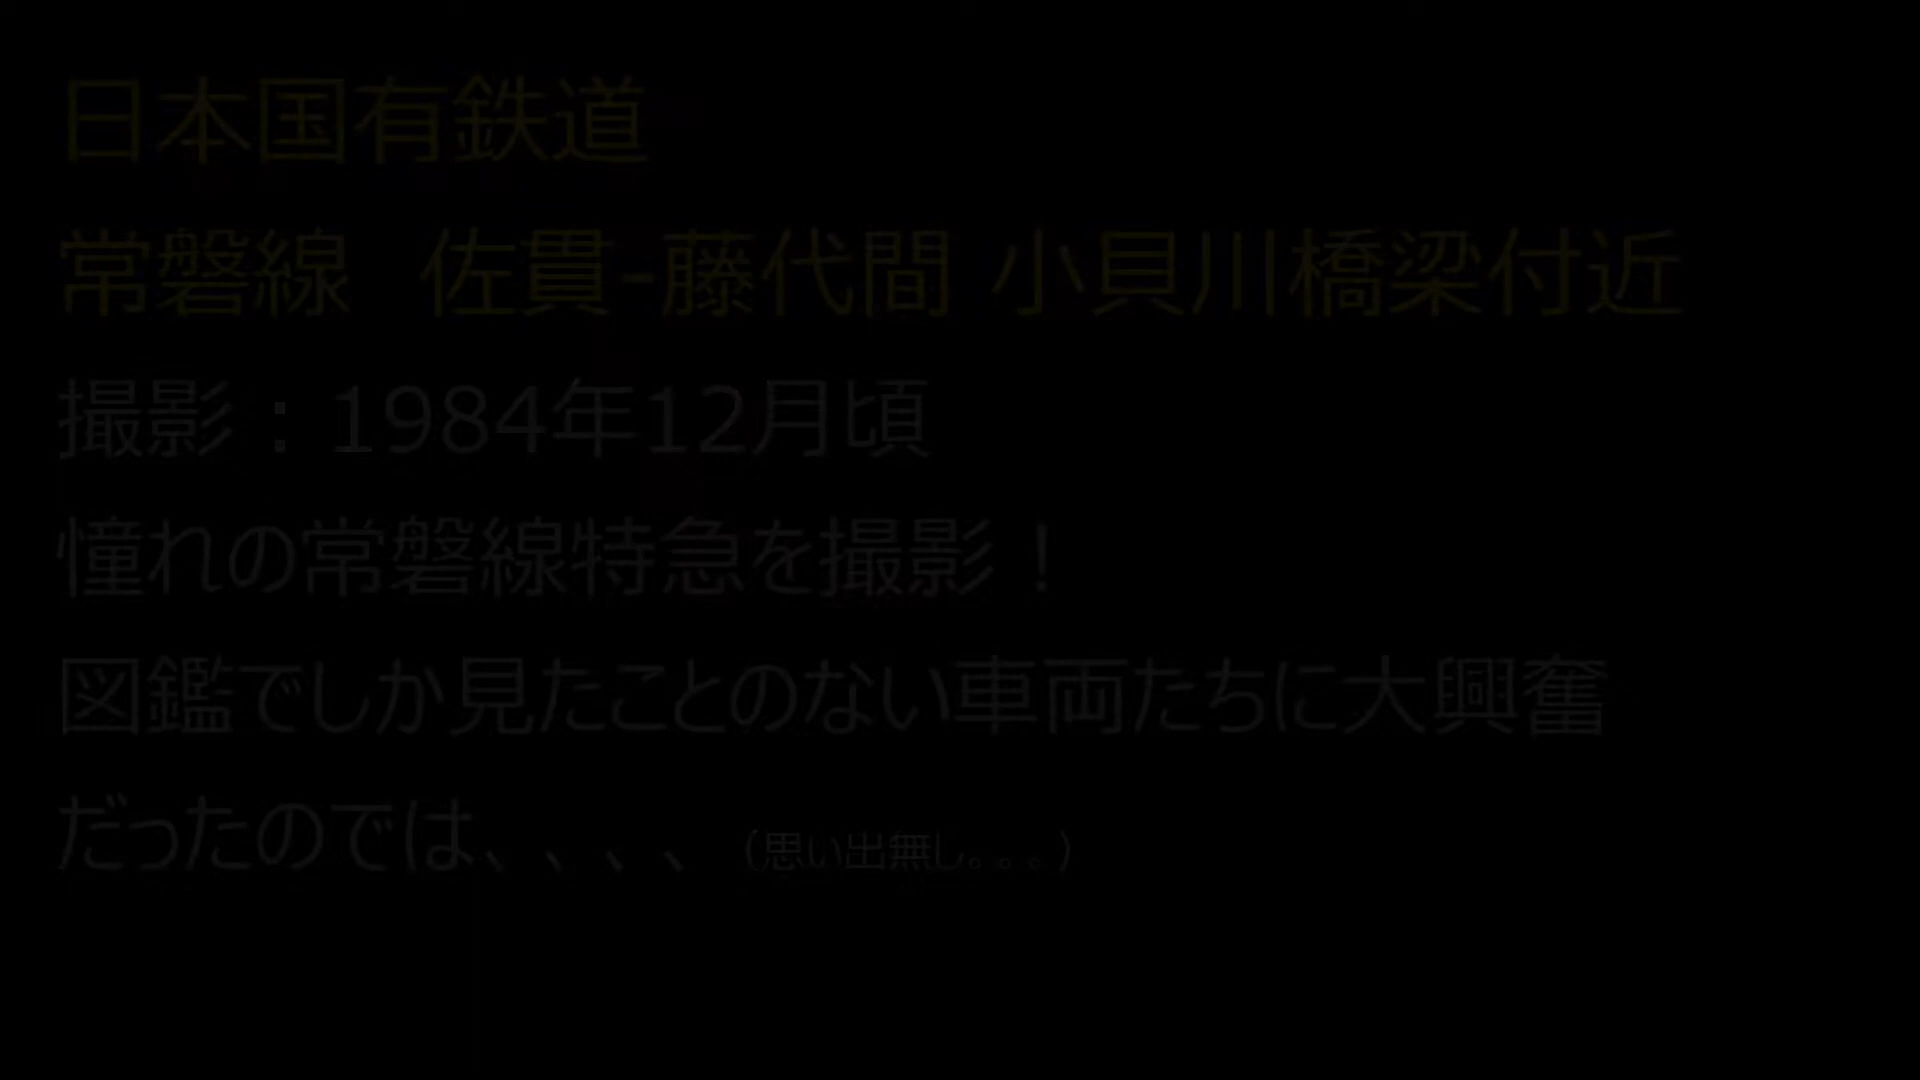 日本国有鉄道
常磐線 佐貫-藤代間 小貝川橋梁付近
撮影：1984年12月頃
憧れの常磐線特急を撮影！
図鑑でしか見たことのない車両たちに大興奮
だったのでは、、、、（思い出無し。。。）